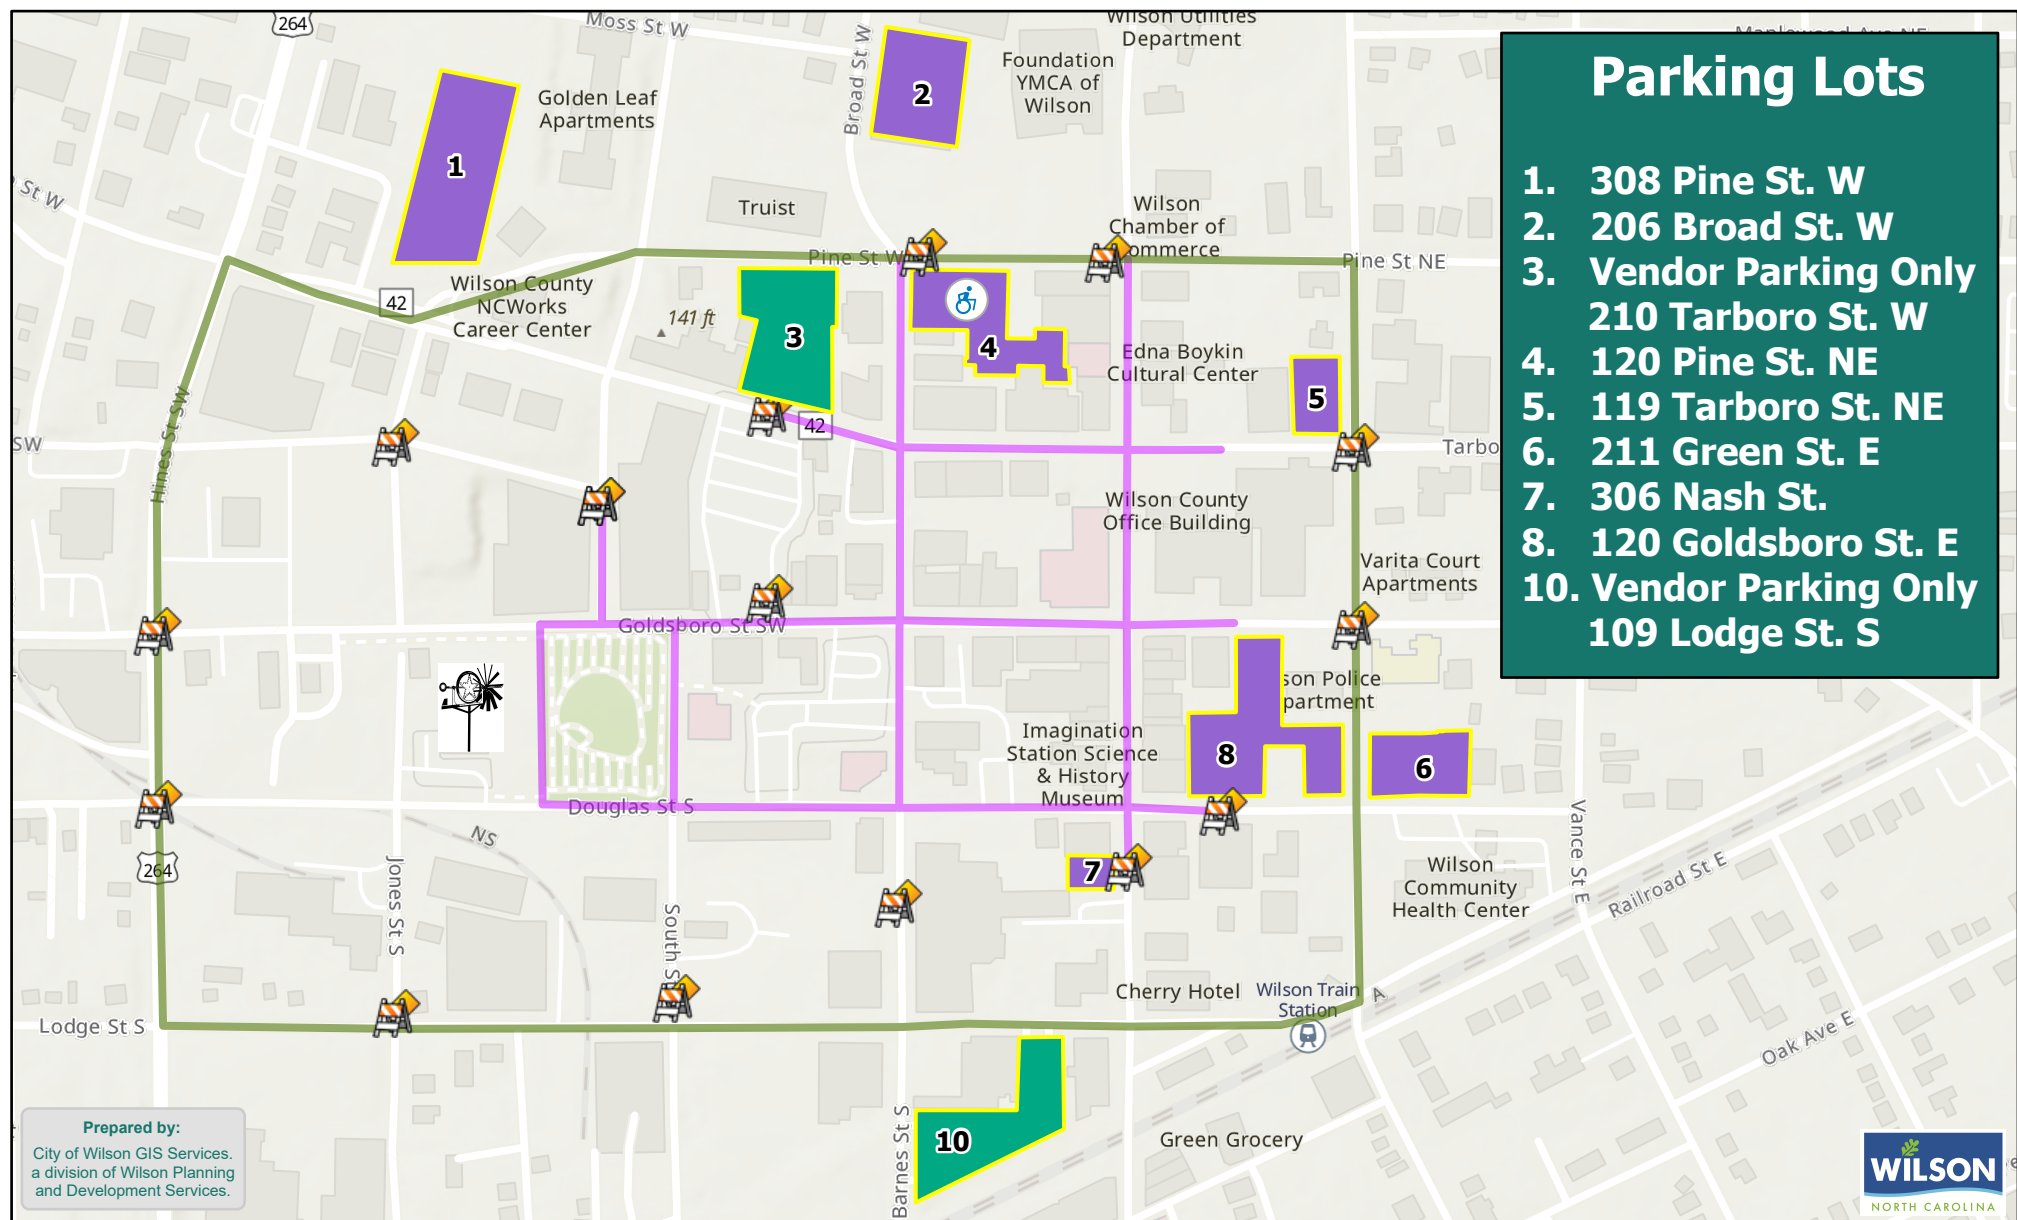 264
Moss St W
Broad St W
Wilson Utilities
Department
Maplewood Ave NE
Foundation
YMCA of
Wilson
Golden Leaf
Apartments
1
2
St W
Truist
Wilson
Chamber of
ommerce
Pine St W
Pine St NE
Wilson County
NCWorks
Career Center
42
141 ft
3
4
Edna Boykin
Cultural Center
5
42
SW
Hines St SW
Tarbo
Wilson County
Office Building
Varita Court
Apartments
Goldsboro St SW
son Police
partment
Imagination
Station Science
& History
Museum
8
6
Douglas St S
NS
264
Jones St S
South S
7
Vance St E
Railroad St E
Wilson
Community
Health Center
Cherry Hotel
Wilson Train
Station
A
Lodge St S
Oak Ave E
Barnes St S
10
Green Grocery
Parking Lots
1. 308 Pine St. W
2. 206 Broad St. W
3. Vendor Parking Only
210 Tarboro St. W
4. 120 Pine St. NE
5. 119 Tarboro St. NE
6. 211 Green St. E
7. 306 Nash St.
8. 120 Goldsboro St. E
10. Vendor Parking Only
109 Lodge St. S
Prepared by:
City of Wilson GIS Services.
a division of Wilson Planning
and Development Services.
WILSON
NORTH CAROLINA